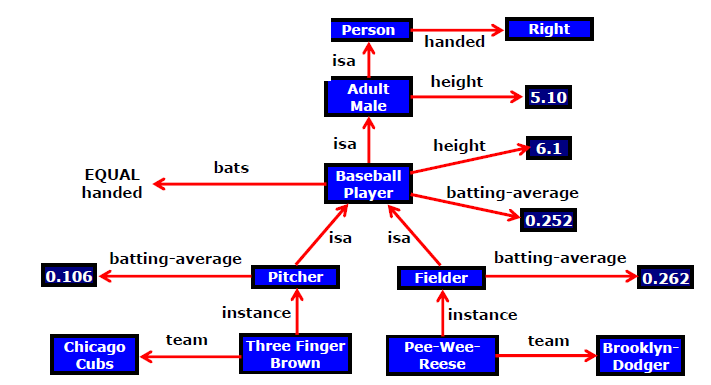 Person
handed
Right
isa
Adult
Male
height
5.10
isa
height
6.1
EQUAL
handed
bats
Baseball
Player
batting-average
0.252
isa
isa
0.106
batting-average
Pitcher
Fielder
batting-average
0.262
instance
instance
Chicago
Cubs
team
Three Finger
Brown
Pee-Wee-
Reese
team
Brooklyn-
Dodger